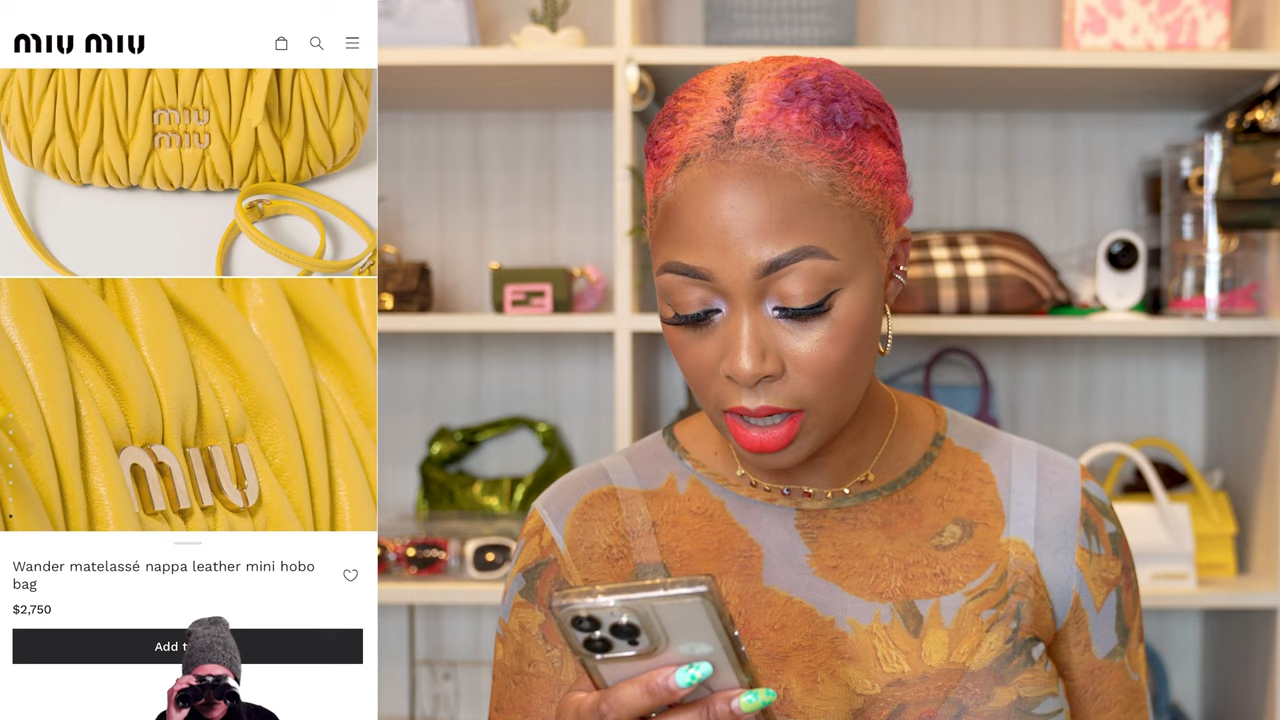 miu miu
miu
miu
miu
Wander matelassé nappa leather mini hobo
bag
$2,750
Add t